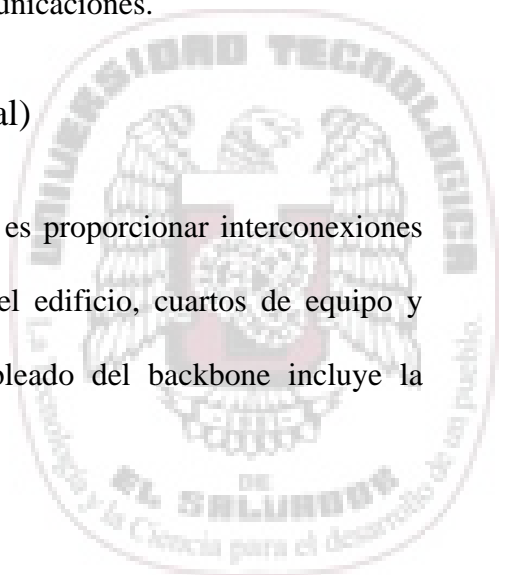 unicaciones.
al)
es proporcionar interconexiones
el edificio, cuartos de equipo y
bleado del backbone incluye la
UNIVERSIDAD TECNOLOGICA
DE
EL SALVADOR
La Tecnología y la Ciencia para el desarrollo de un pueblo.